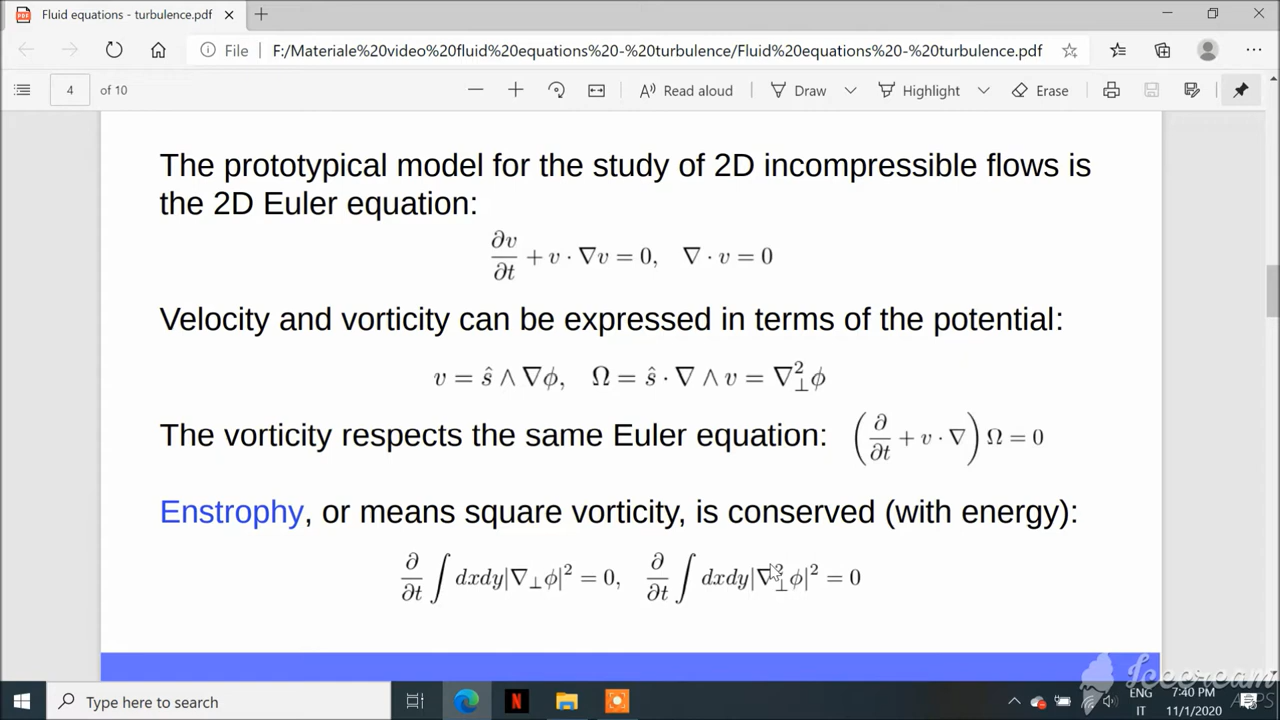 Fluid equations - turbulence.pdf
File F:/Materiale%20video%20fluid%20equations%20-%20turbulence/Fluid%20equations%20-%20turbulence.pdf
4 of 10 Read aloud Draw Highlight Erase
The prototypical model for the study of 2D incompressible flows is
the 2D Euler equation:
∂v/∂t + v · ∇v = 0, ∇ · v = 0
Velocity and vorticity can be expressed in terms of the potential:
v = ŝ ∧ ∇ϕ, Ω = ŝ · ∇ ∧ v = ∇²⊥ϕ
The vorticity respects the same Euler equation: (∂/∂t + v · ∇) Ω = 0
Enstrophy, or means square vorticity, is conserved (with energy):
∂/∂t ∫ dxdy|∇⊥ϕ|² = 0, ∂/∂t ∫ dxdy|∇²⊥ϕ|² = 0
Icecream
APPS
Type here to search
N
ENG
IT
7:40 PM
11/1/2020